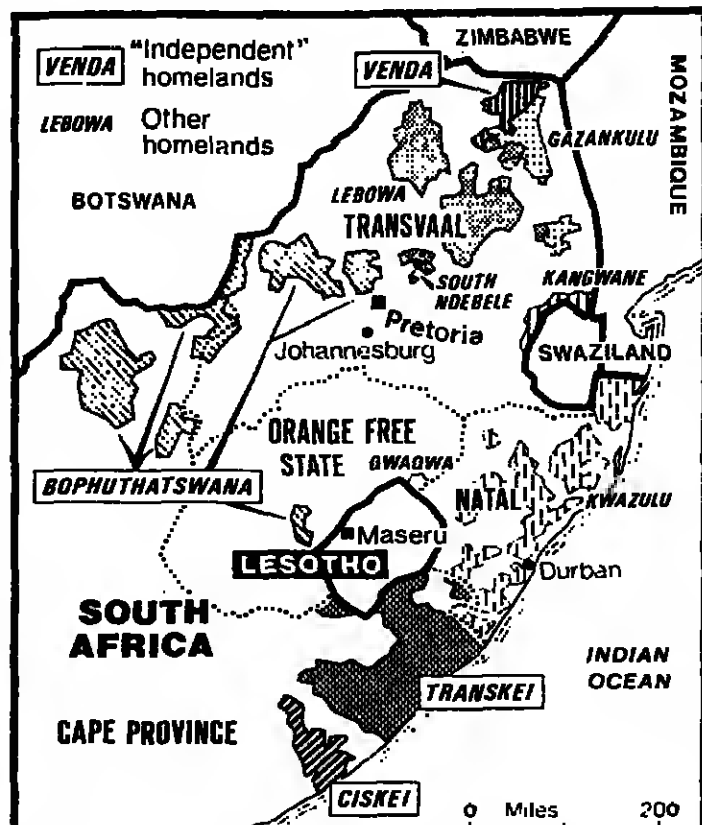 VENDA "Independent" homelands
LEBOWA Other homelands
ZIMBABWE
VENDA
MOZAMBIQUE
GAZANKULU
BOTSWANA
LEBOWA
TRANSVAAL
SOUTH NDEBELE
KANGWANE
Pretoria
Johannesburg
SWAZILAND
ORANGE FREE STATE
QWAQWA
NATAL
KWAZULU
BOPHUTHATSWANA
Maseru
LESOTHO
Durban
SOUTH AFRICA
INDIAN OCEAN
TRANSKEI
CAPE PROVINCE
CISKEI
0 Miles 200